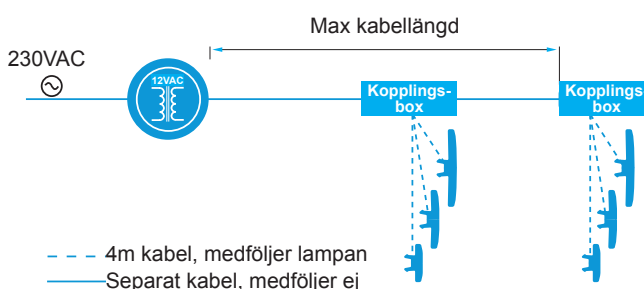 Max kabellängd
230VAC
12VAC
Kopplings-
box
Kopplings
box
4m kabel, medföljer lampan
Separat kabel, medföljer ej